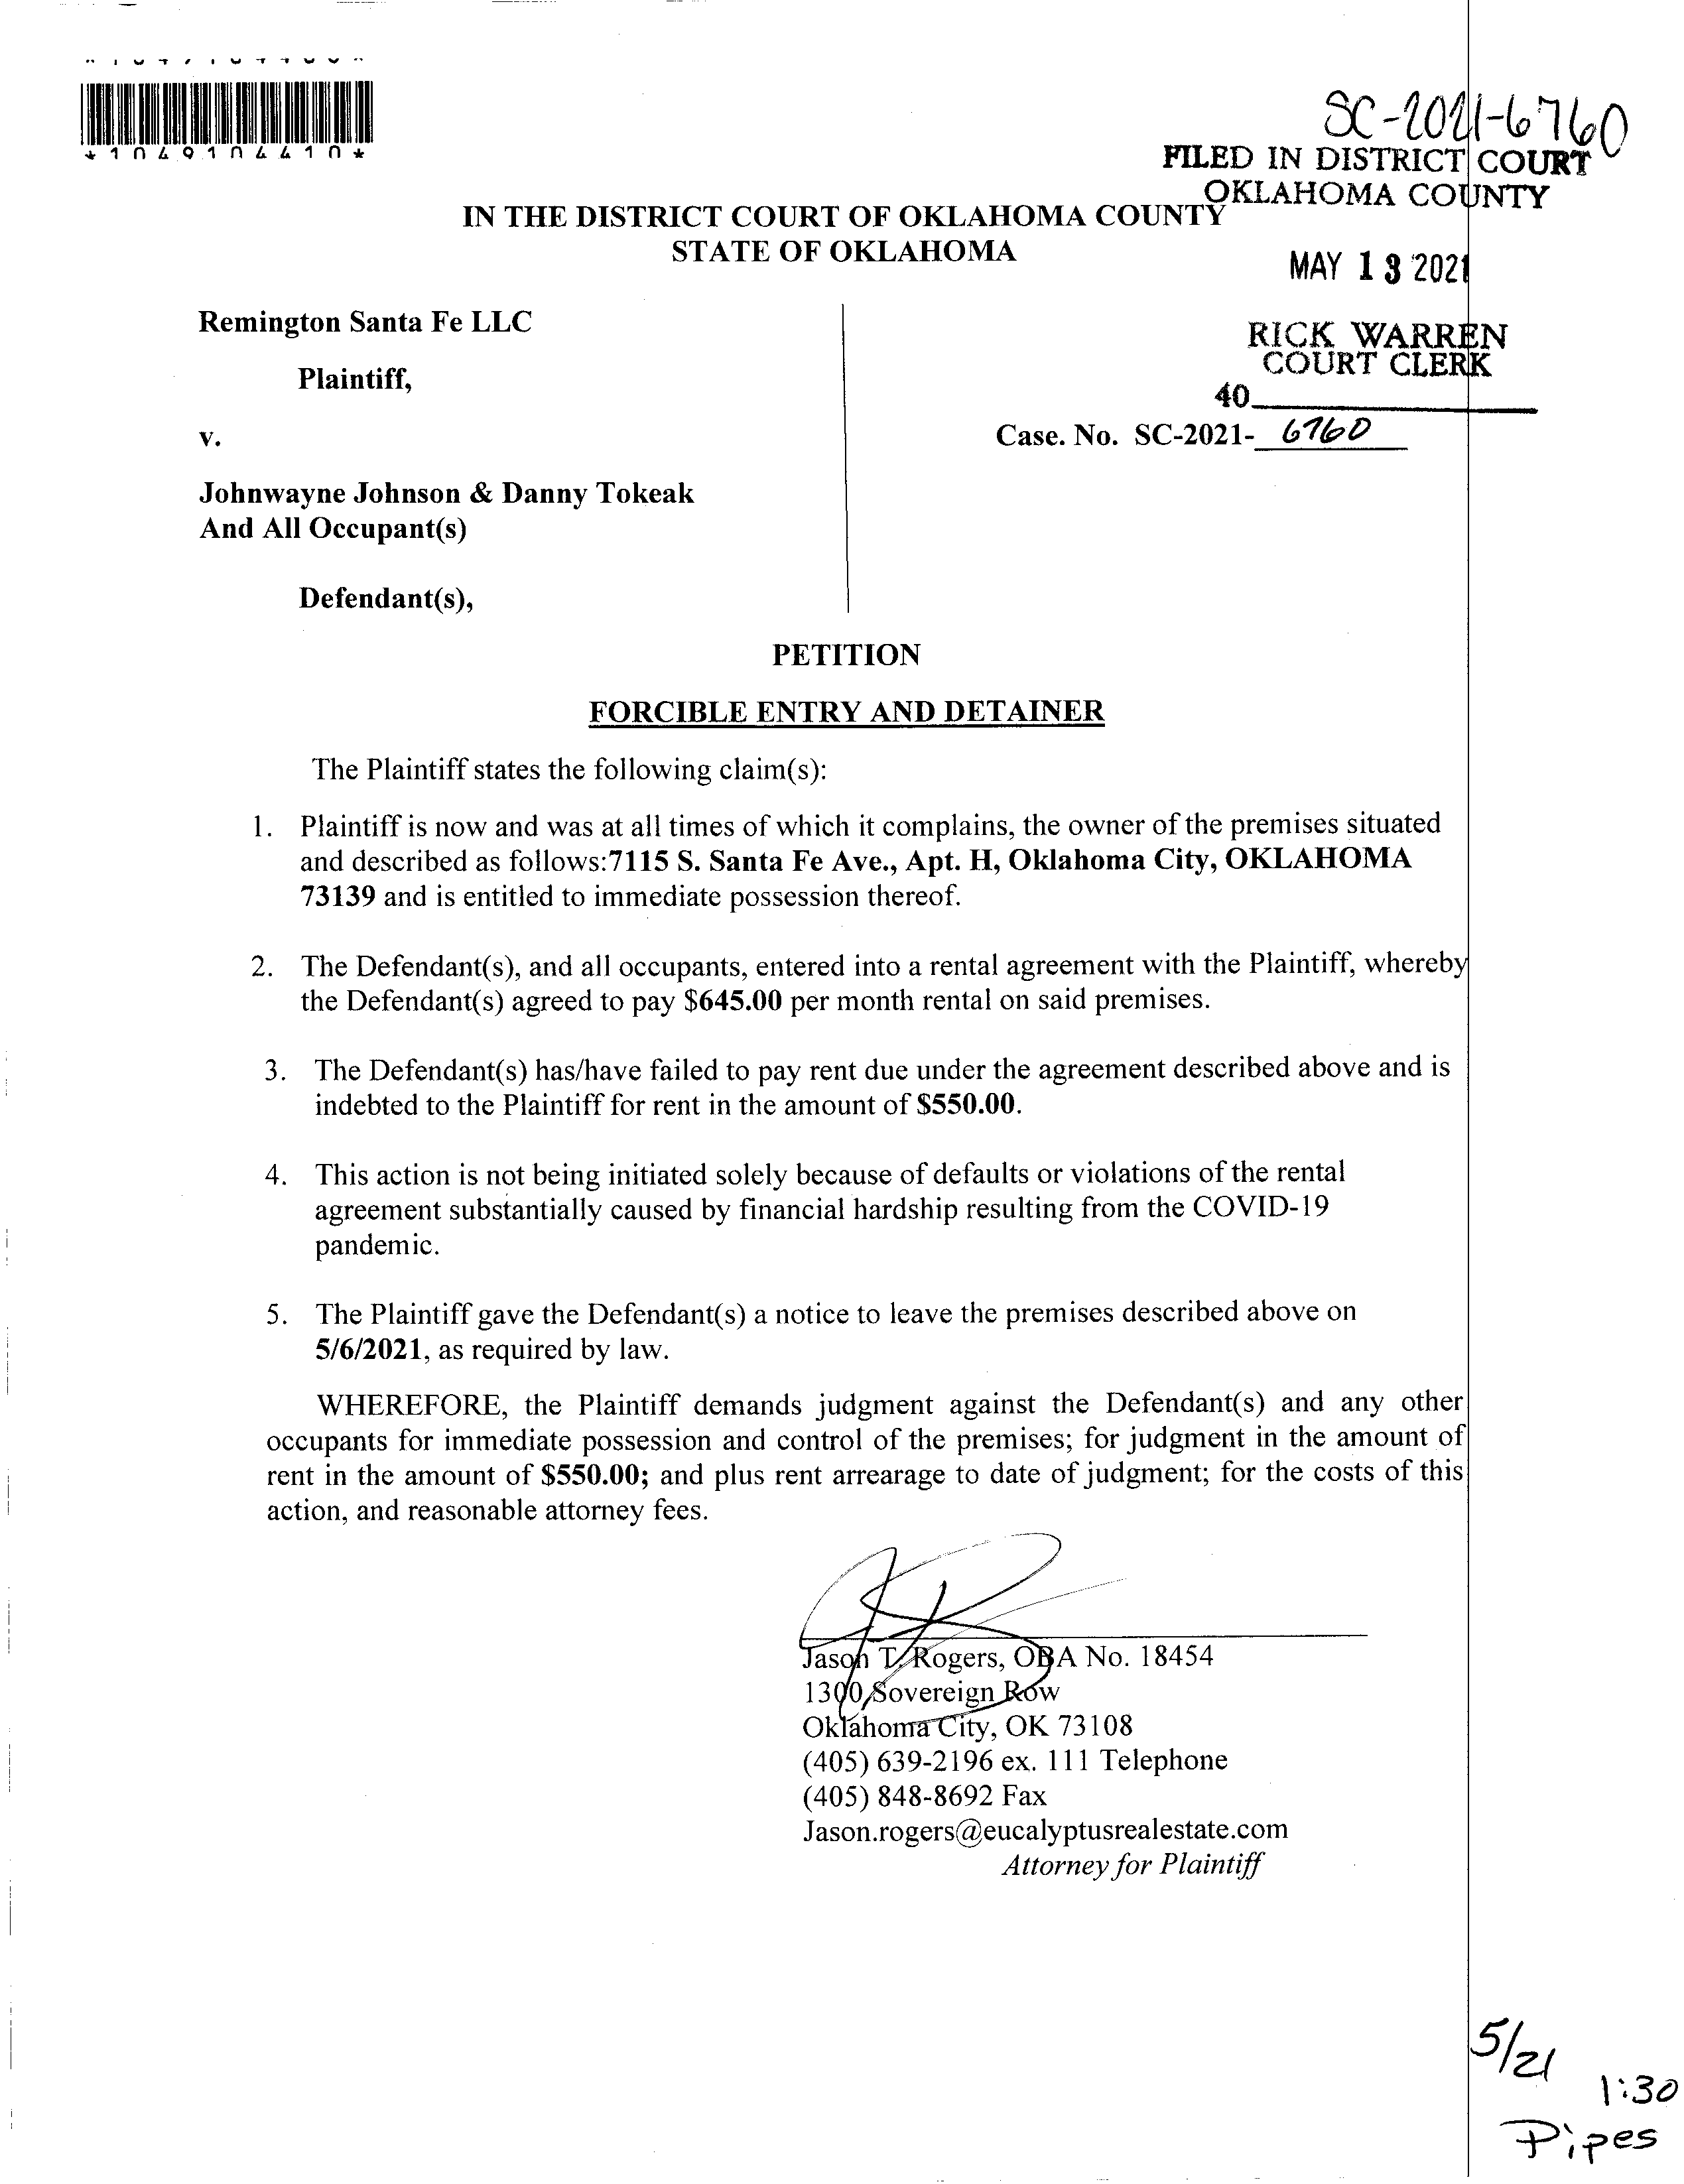 *1049104410*
SC-2021-6760
FILED IN DISTRICT COURT
OKLAHOMA COUNTY
IN THE DISTRICT COURT OF OKLAHOMA COUNTY
STATE OF OKLAHOMA
MAY 13 2021
Remington Santa Fe LLC
RICK WARREN
COURT CLERK
Plaintiff,
40
v.
Case. No. SC-2021- 6760
Johnwayne Johnson & Danny Tokeak
And All Occupant(s)
Defendant(s),
PETITION
FORCIBLE ENTRY AND DETAINER
The Plaintiff states the following claim(s):
1. Plaintiff is now and was at all times of which it complains, the owner of the premises situated
and described as follows:7115 S. Santa Fe Ave., Apt. H, Oklahoma City, OKLAHOMA
73139 and is entitled to immediate possession thereof.
2. The Defendant(s), and all occupants, entered into a rental agreement with the Plaintiff, whereby
the Defendant(s) agreed to pay $645.00 per month rental on said premises.
3. The Defendant(s) has/have failed to pay rent due under the agreement described above and is
indebted to the Plaintiff for rent in the amount of $550.00.
4. This action is not being initiated solely because of defaults or violations of the rental
agreement substantially caused by financial hardship resulting from the COVID-19
pandemic.
5. The Plaintiff gave the Defendant(s) a notice to leave the premises described above on
5/6/2021, as required by law.
WHEREFORE, the Plaintiff demands judgment against the Defendant(s) and any other
occupants for immediate possession and control of the premises; for judgment in the amount of
rent in the amount of $550.00; and plus rent arrearage to date of judgment; for the costs of this
action, and reasonable attorney fees.
Jason T. Rogers, OBA No. 18454
1300 Sovereign Row
Oklahoma City, OK 73108
(405) 639-2196 ex. 111 Telephone
(405) 848-8692 Fax
Jason.rogers@eucalyptusrealestate.com
Attorney for Plaintiff
5/21
1:30
Pipes